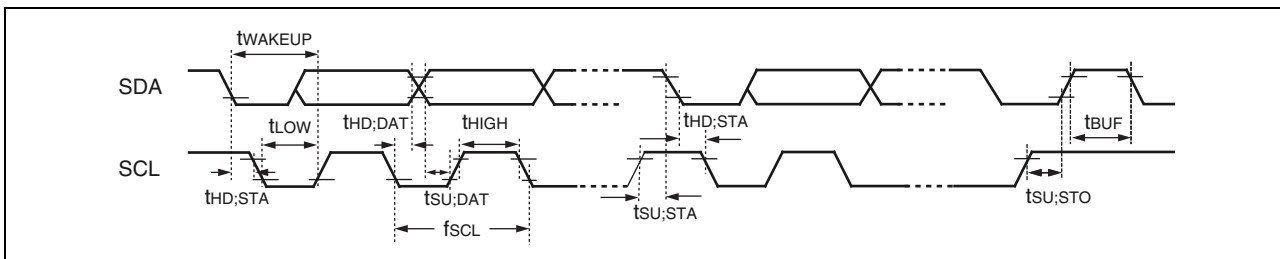 tWAKEUP
SDA
tLOW
tHD;DAT
tHIGH
tHD;STA
tBUF
SCL
tHD;STA
tSU;DAT
tSU;STA
tSU;STO
fSCL